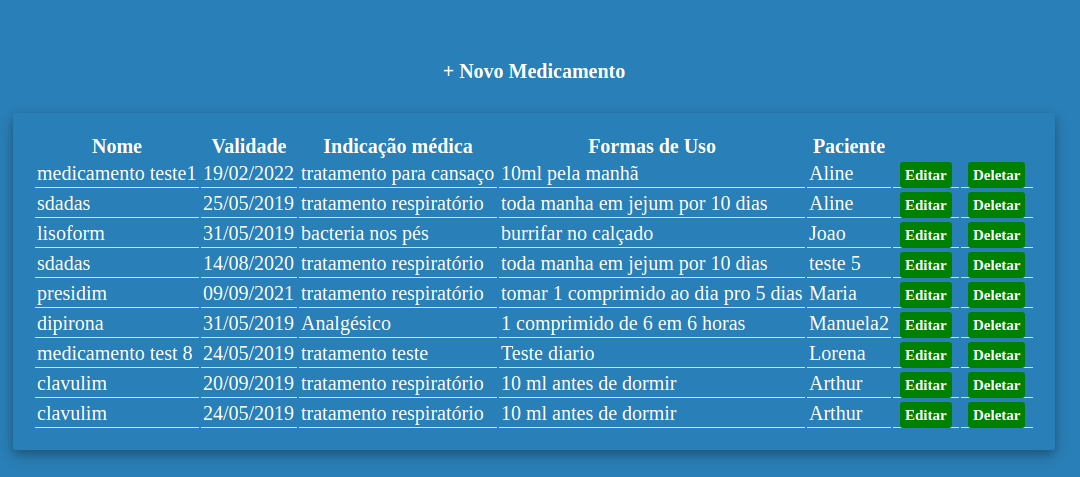 + Novo Medicamento
Nome Validade Indicação médica Formas de Uso Paciente
medicamento teste1 19/02/2022 tratamento para cansaço 10ml pela manhã Aline Editar Deletar
sdadas 25/05/2019 tratamento respiratório toda manha em jejum por 10 dias Aline Editar Deletar
lisoform 31/05/2019 bacteria nos pés burrifar no calçado Joao Editar Deletar
sdadas 14/08/2020 tratamento respiratório toda manha em jejum por 10 dias teste 5 Editar Deletar
presidim 09/09/2021 tratamento respiratório tomar 1 comprimido ao dia pro 5 dias Maria Editar Deletar
dipirona 31/05/2019 Analgésico 1 comprimido de 6 em 6 horas Manuela2 Editar Deletar
medicamento test 8 24/05/2019 tratamento teste Teste diario Lorena Editar Deletar
clavulim 20/09/2019 tratamento respiratório 10 ml antes de dormir Arthur Editar Deletar
clavulim 24/05/2019 tratamento respiratório 10 ml antes de dormir Arthur Editar Deletar